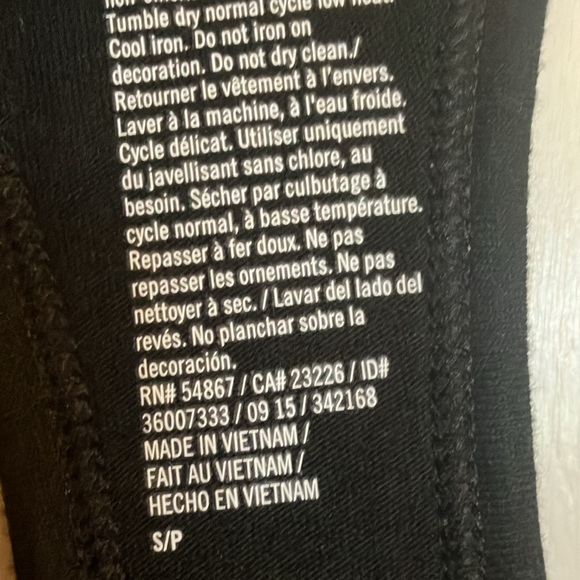 Tumble dry normal cycle low heat.
Cool iron. Do not iron on
decoration. Do not dry clean./
Retourner le vêtement à l'envers.
Laver à la machine, à l'eau froide.
Cycle délicat. Utiliser uniquement
du javellisant sans chlore, au
besoin. Sécher par culbutage à
cycle normal, à basse température.
Repasser à fer doux. Ne pas
repasser les ornements. Ne pas
nettoyer à sec. / Lavar del lado del
revés. No planchar sobre la
decoración.
RN# 54867 / CA# 23226 / ID#
36007333 / 09 15 / 342168
MADE IN VIETNAM /
FAIT AU VIETNAM /
HECHO EN VIETNAM
S/P